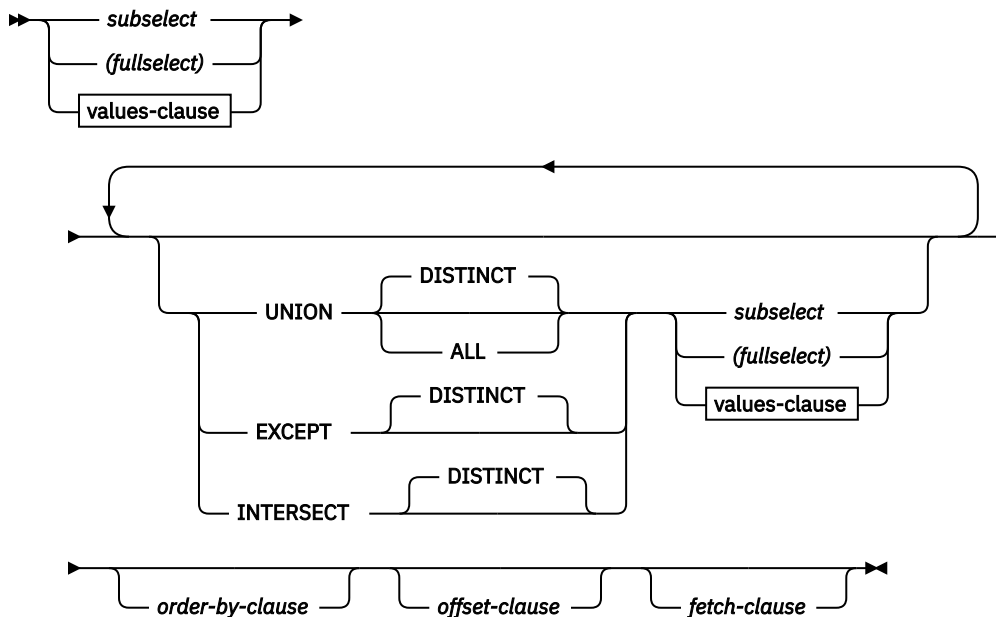 subselect
(fullselect)
values-clause
DISTINCT
UNION
ALL
subselect
(fullselect)
values-clause
DISTINCT
EXCEPT
DISTINCT
INTERSECT
order-by-clause
offset-clause
fetch-clause